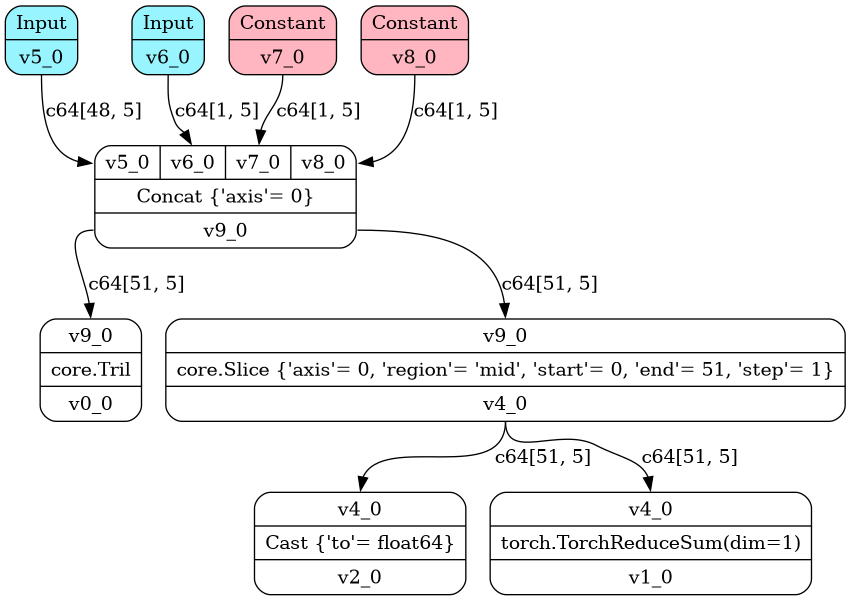 Input
v5_0
Input
v6_0
Constant
v7_0
Constant
v8_0
c64[48, 5]
c64[1, 5]
c64[1, 5]
c64[1, 5]
v5_0 v6_0 v7_0 v8_0
Concat {'axis'= 0}
v9_0
c64[51, 5]
c64[51, 5]
v9_0
core.Tril
v0_0
v9_0
core.Slice {'axis'= 0, 'region'= 'mid', 'start'= 0, 'end'= 51, 'step'= 1}
v4_0
c64[51, 5]
c64[51, 5]
v4_0
Cast {'to'= float64}
v2_0
v4_0
torch.TorchReduceSum(dim=1)
v1_0